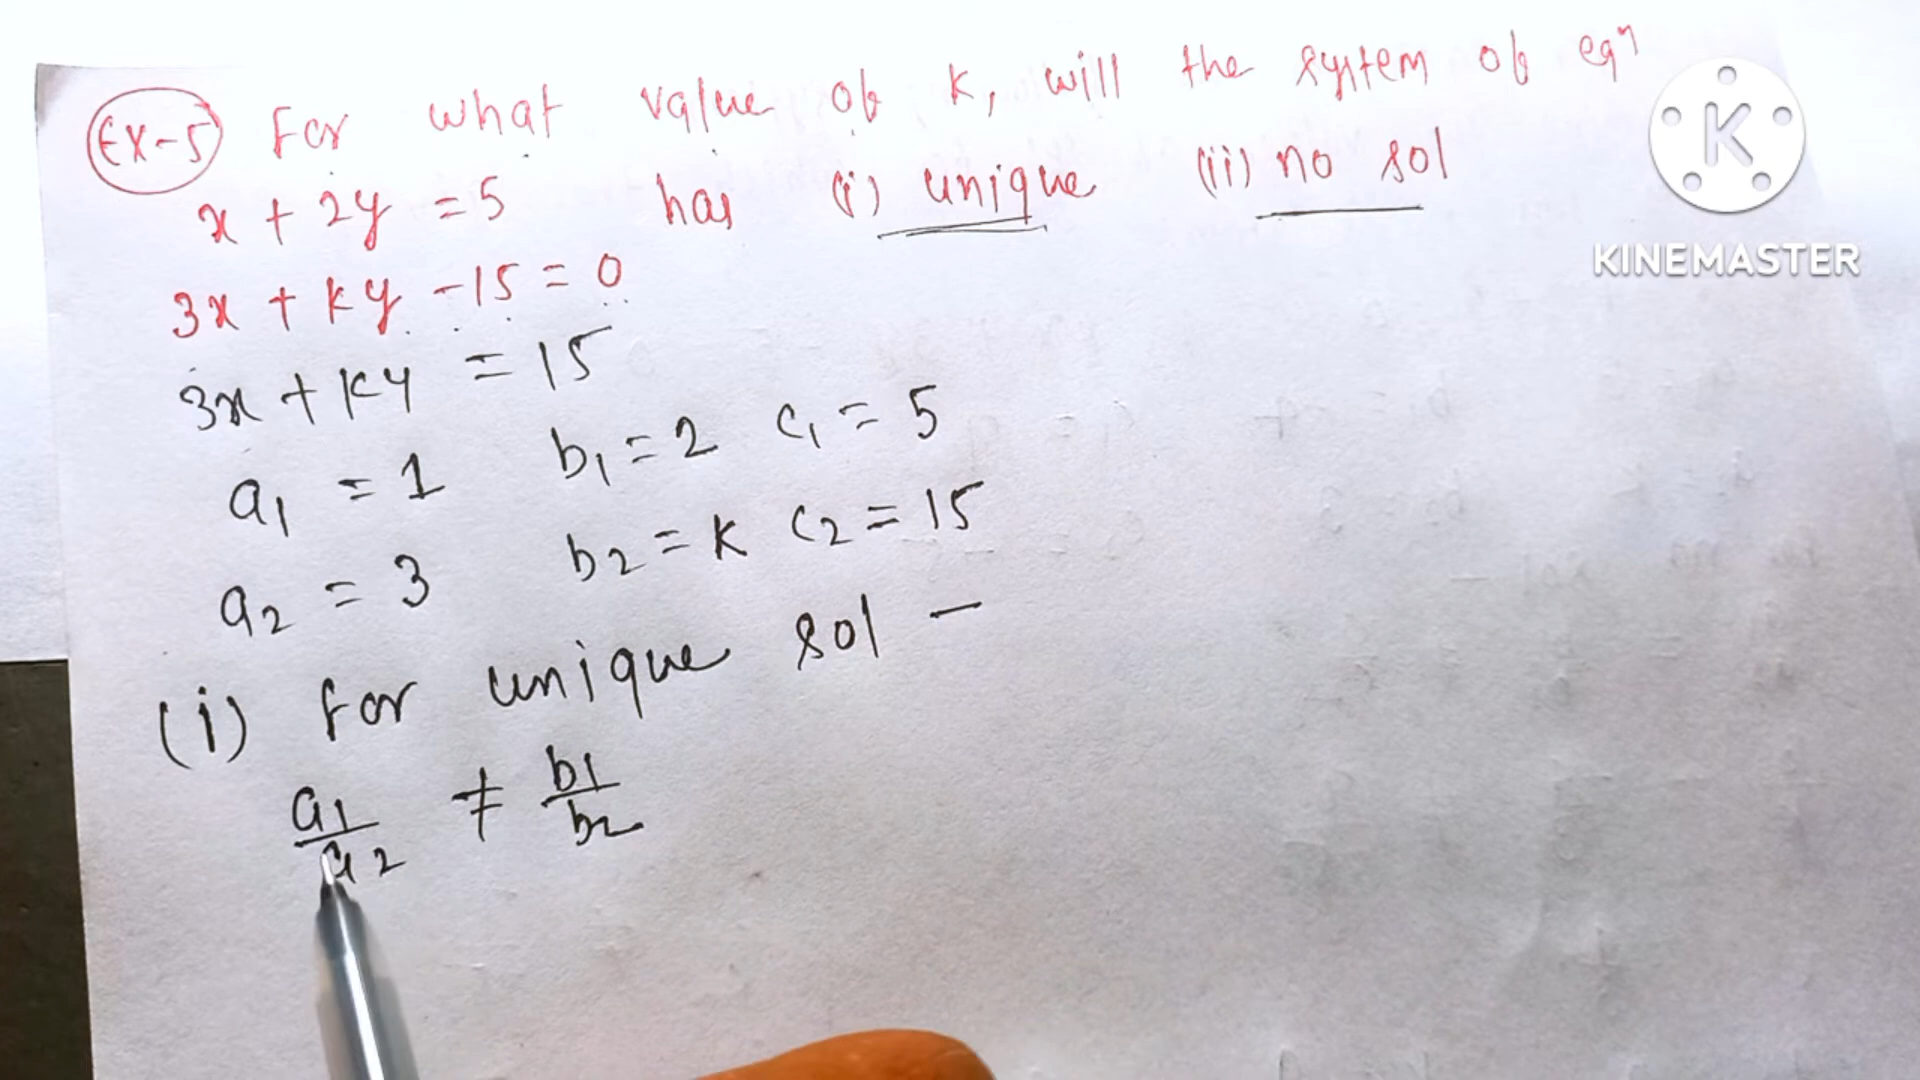 Ex-5 For what value of k, will the system of eqn
x + 2y = 5 has (i) unique (ii) no sol
3x + ky - 15 = 0
3x + ky = 15
a1 = 1 b1 = 2 c1 = 5
a2 = 3 b2 = k c2 = 15
(i) For unique sol -
a1/a2 ≠ b1/b2
K
KINEMASTER